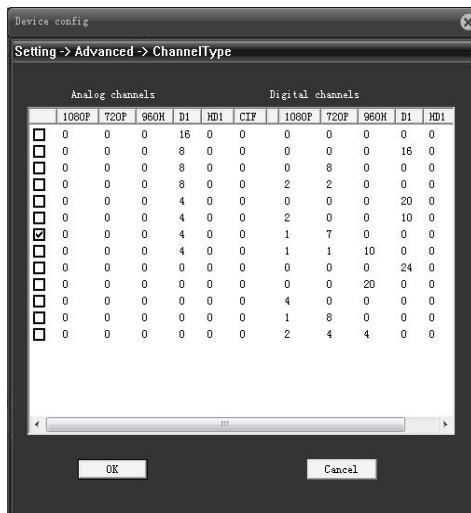 Device config
Setting -> Advanced -> ChannelType
Analog channels Digital channels
1080P 720P 960H D1 HD1 CIF 1080P 720P 960H D1 HD1
0 0 0 16 0 0 0 0 0 0 0
0 0 0 8 0 0 0 0 0 16 0
0 0 0 8 0 0 0 8 0 0 0
0 0 0 8 0 0 2 2 0 0 0
0 0 0 4 0 0 0 0 0 20 0
0 0 0 4 0 0 2 0 0 10 0
0 0 0 4 0 0 1 7 0 0 0
0 0 0 4 0 0 1 1 10 0 0
0 0 0 0 0 0 0 0 0 24 0
0 0 0 0 0 0 0 0 20 0 0
0 0 0 0 0 0 4 0 0 0 0
0 0 0 0 0 0 1 8 0 0 0
0 0 0 0 0 0 2 4 4 0 0
OK Cancel